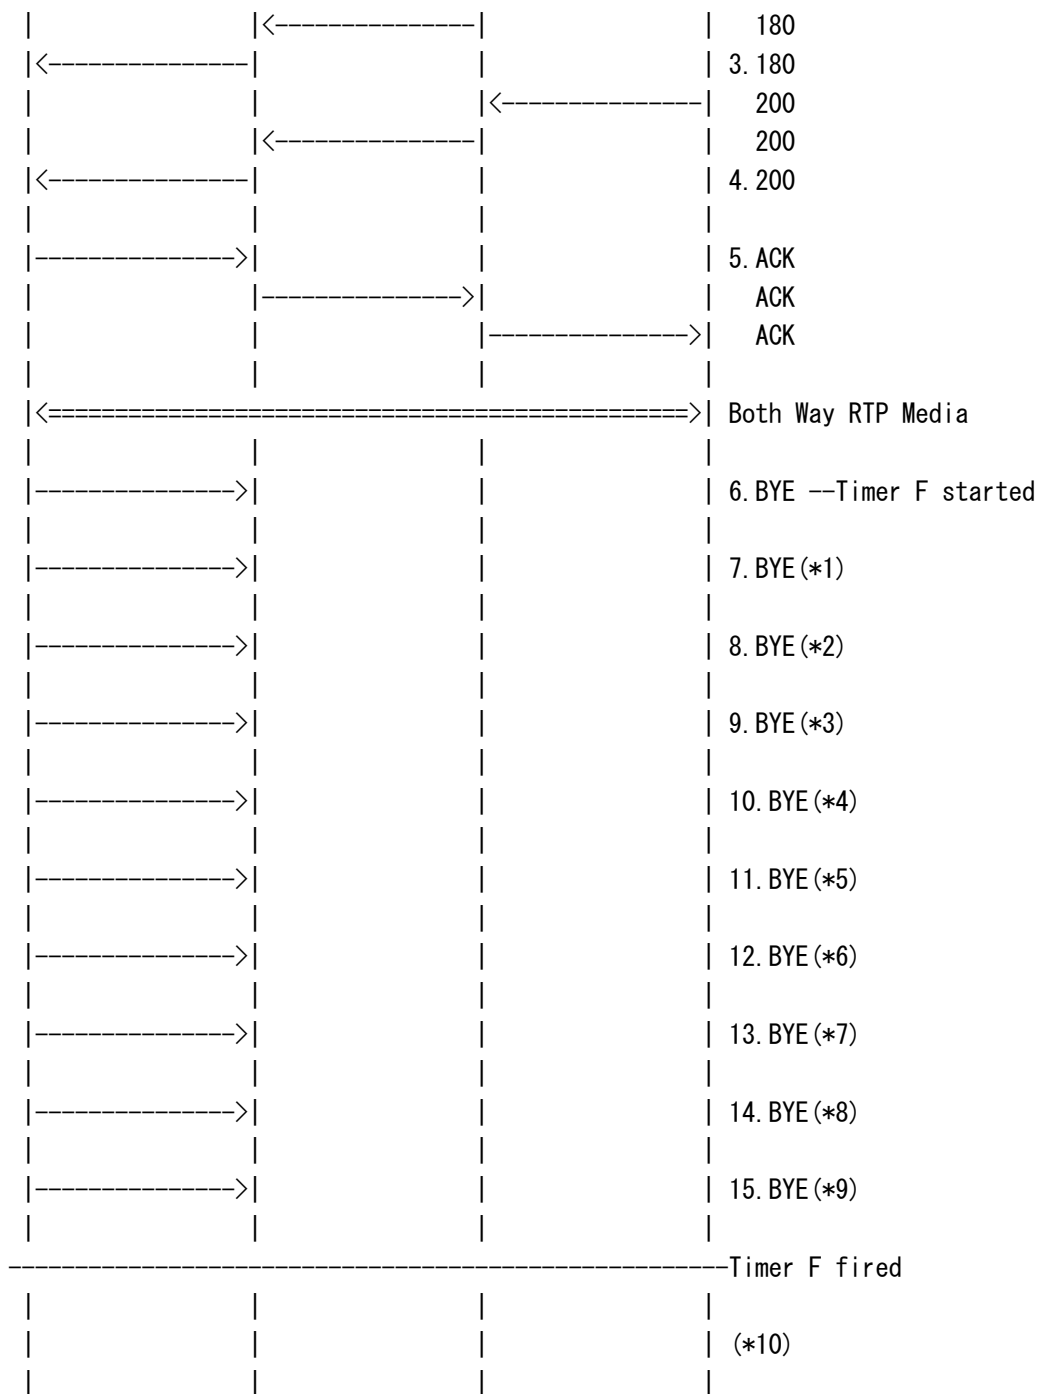 |                |<---------------|                |   180
|<---------------|                |                | 3.180
|                |                |<---------------|   200
|                |<---------------|                |   200
|<---------------|                |                | 4.200
|                |                |                |
|--------------->|                |                | 5.ACK
|                |--------------->|                |   ACK
|                |                |--------------->|   ACK
|                |                |                |
|<================================================>| Both Way RTP Media
|                |                |                |
|--------------->|                |                | 6.BYE --Timer F started
|                |                |                |
|--------------->|                |                | 7.BYE(*1)
|                |                |                |
|--------------->|                |                | 8.BYE(*2)
|                |                |                |
|--------------->|                |                | 9.BYE(*3)
|                |                |                |
|--------------->|                |                | 10.BYE(*4)
|                |                |                |
|--------------->|                |                | 11.BYE(*5)
|                |                |                |
|--------------->|                |                | 12.BYE(*6)
|                |                |                |
|--------------->|                |                | 13.BYE(*7)
|                |                |                |
|--------------->|                |                | 14.BYE(*8)
|                |                |                |
|--------------->|                |                | 15.BYE(*9)
|                |                |                |
------------------------------------------------------Timer F fired
|                |                |                |
|                |                |                | (*10)
|                |                |                |